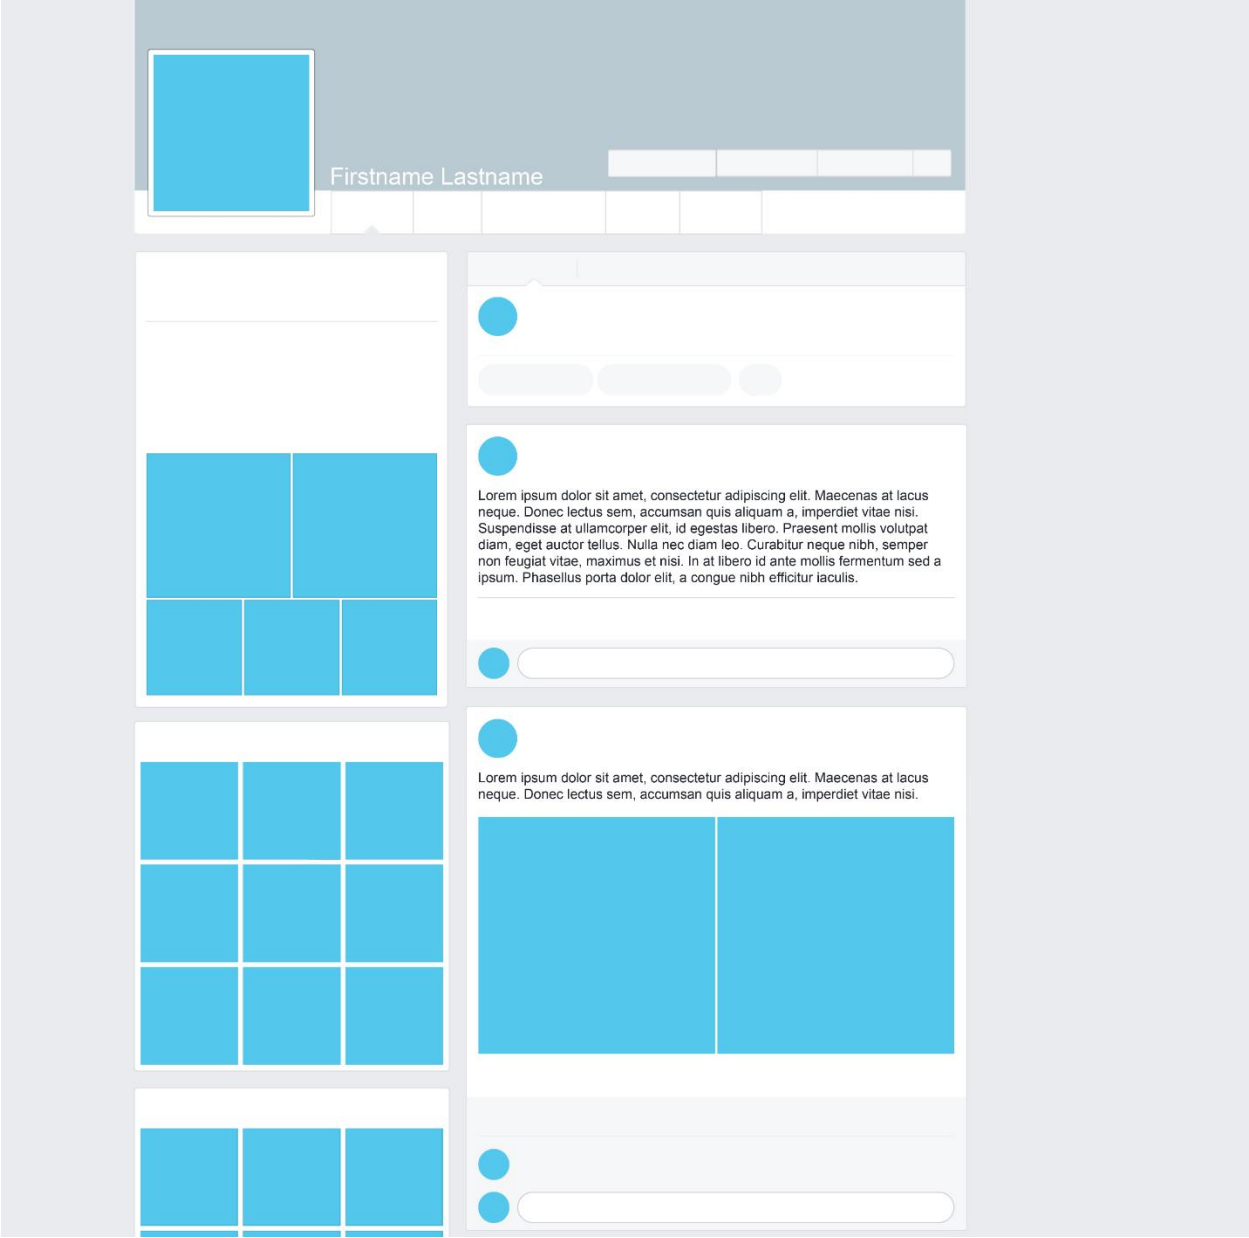 Firstname Lastname
Lorem ipsum dolor sit amet, consectetur adipiscing elit. Maecenas at lacus
neque. Donec lectus sem, accumsan quis aliquam a, imperdiet vitae nisi.
Suspendisse at ullamcorper elit, id egestas libero. Praesent mollis volutpat
diam, eget auctor tellus. Nulla nec diam leo. Curabitur neque nibh, semper
non feugiat vitae, maximus et nisi. In at libero id ante mollis fermentum sed a
ipsum. Phasellus porta dolor elit, a congue nibh efficitur iaculis.
Lorem ipsum dolor sit amet, consectetur adipiscing elit. Maecenas at lacus
neque. Donec lectus sem, accumsan quis aliquam a, imperdiet vitae nisi.